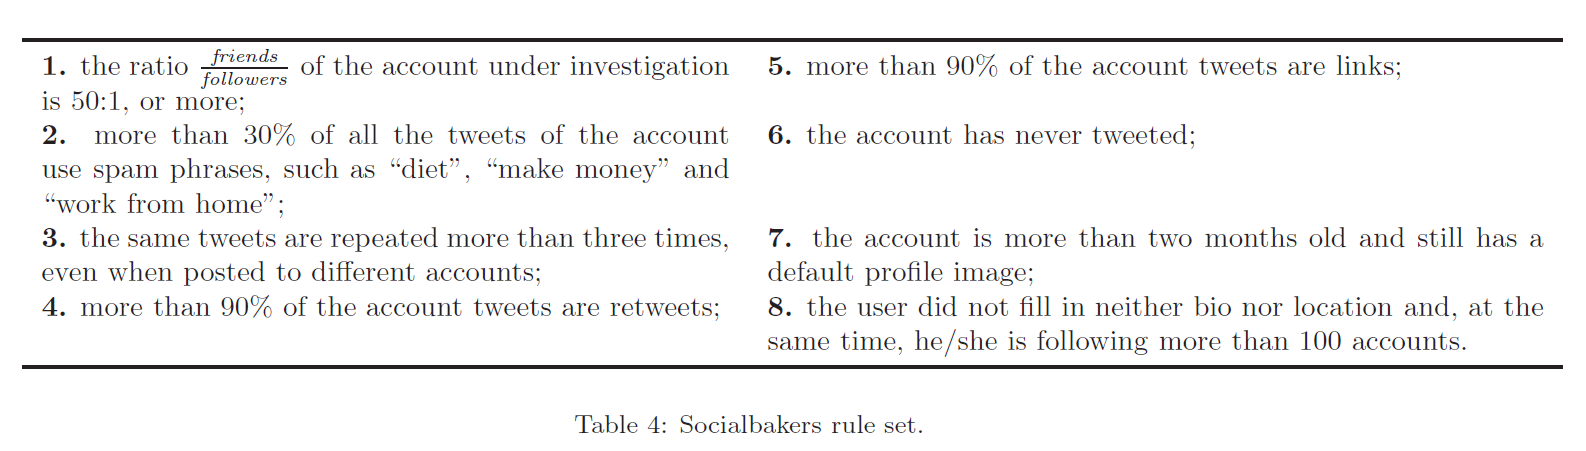 1. the ratio friends/followers of the account under investigation
is 50:1, or more;
2. more than 30% of all the tweets of the account
use spam phrases, such as “diet”, “make money” and
“work from home”;
3. the same tweets are repeated more than three times,
even when posted to different accounts;
4. more than 90% of the account tweets are retweets;
5. more than 90% of the account tweets are links;
6. the account has never tweeted;
7. the account is more than two months old and still has a
default profile image;
8. the user did not fill in neither bio nor location and, at the
same time, he/she is following more than 100 accounts.
Table 4: Socialbakers rule set.